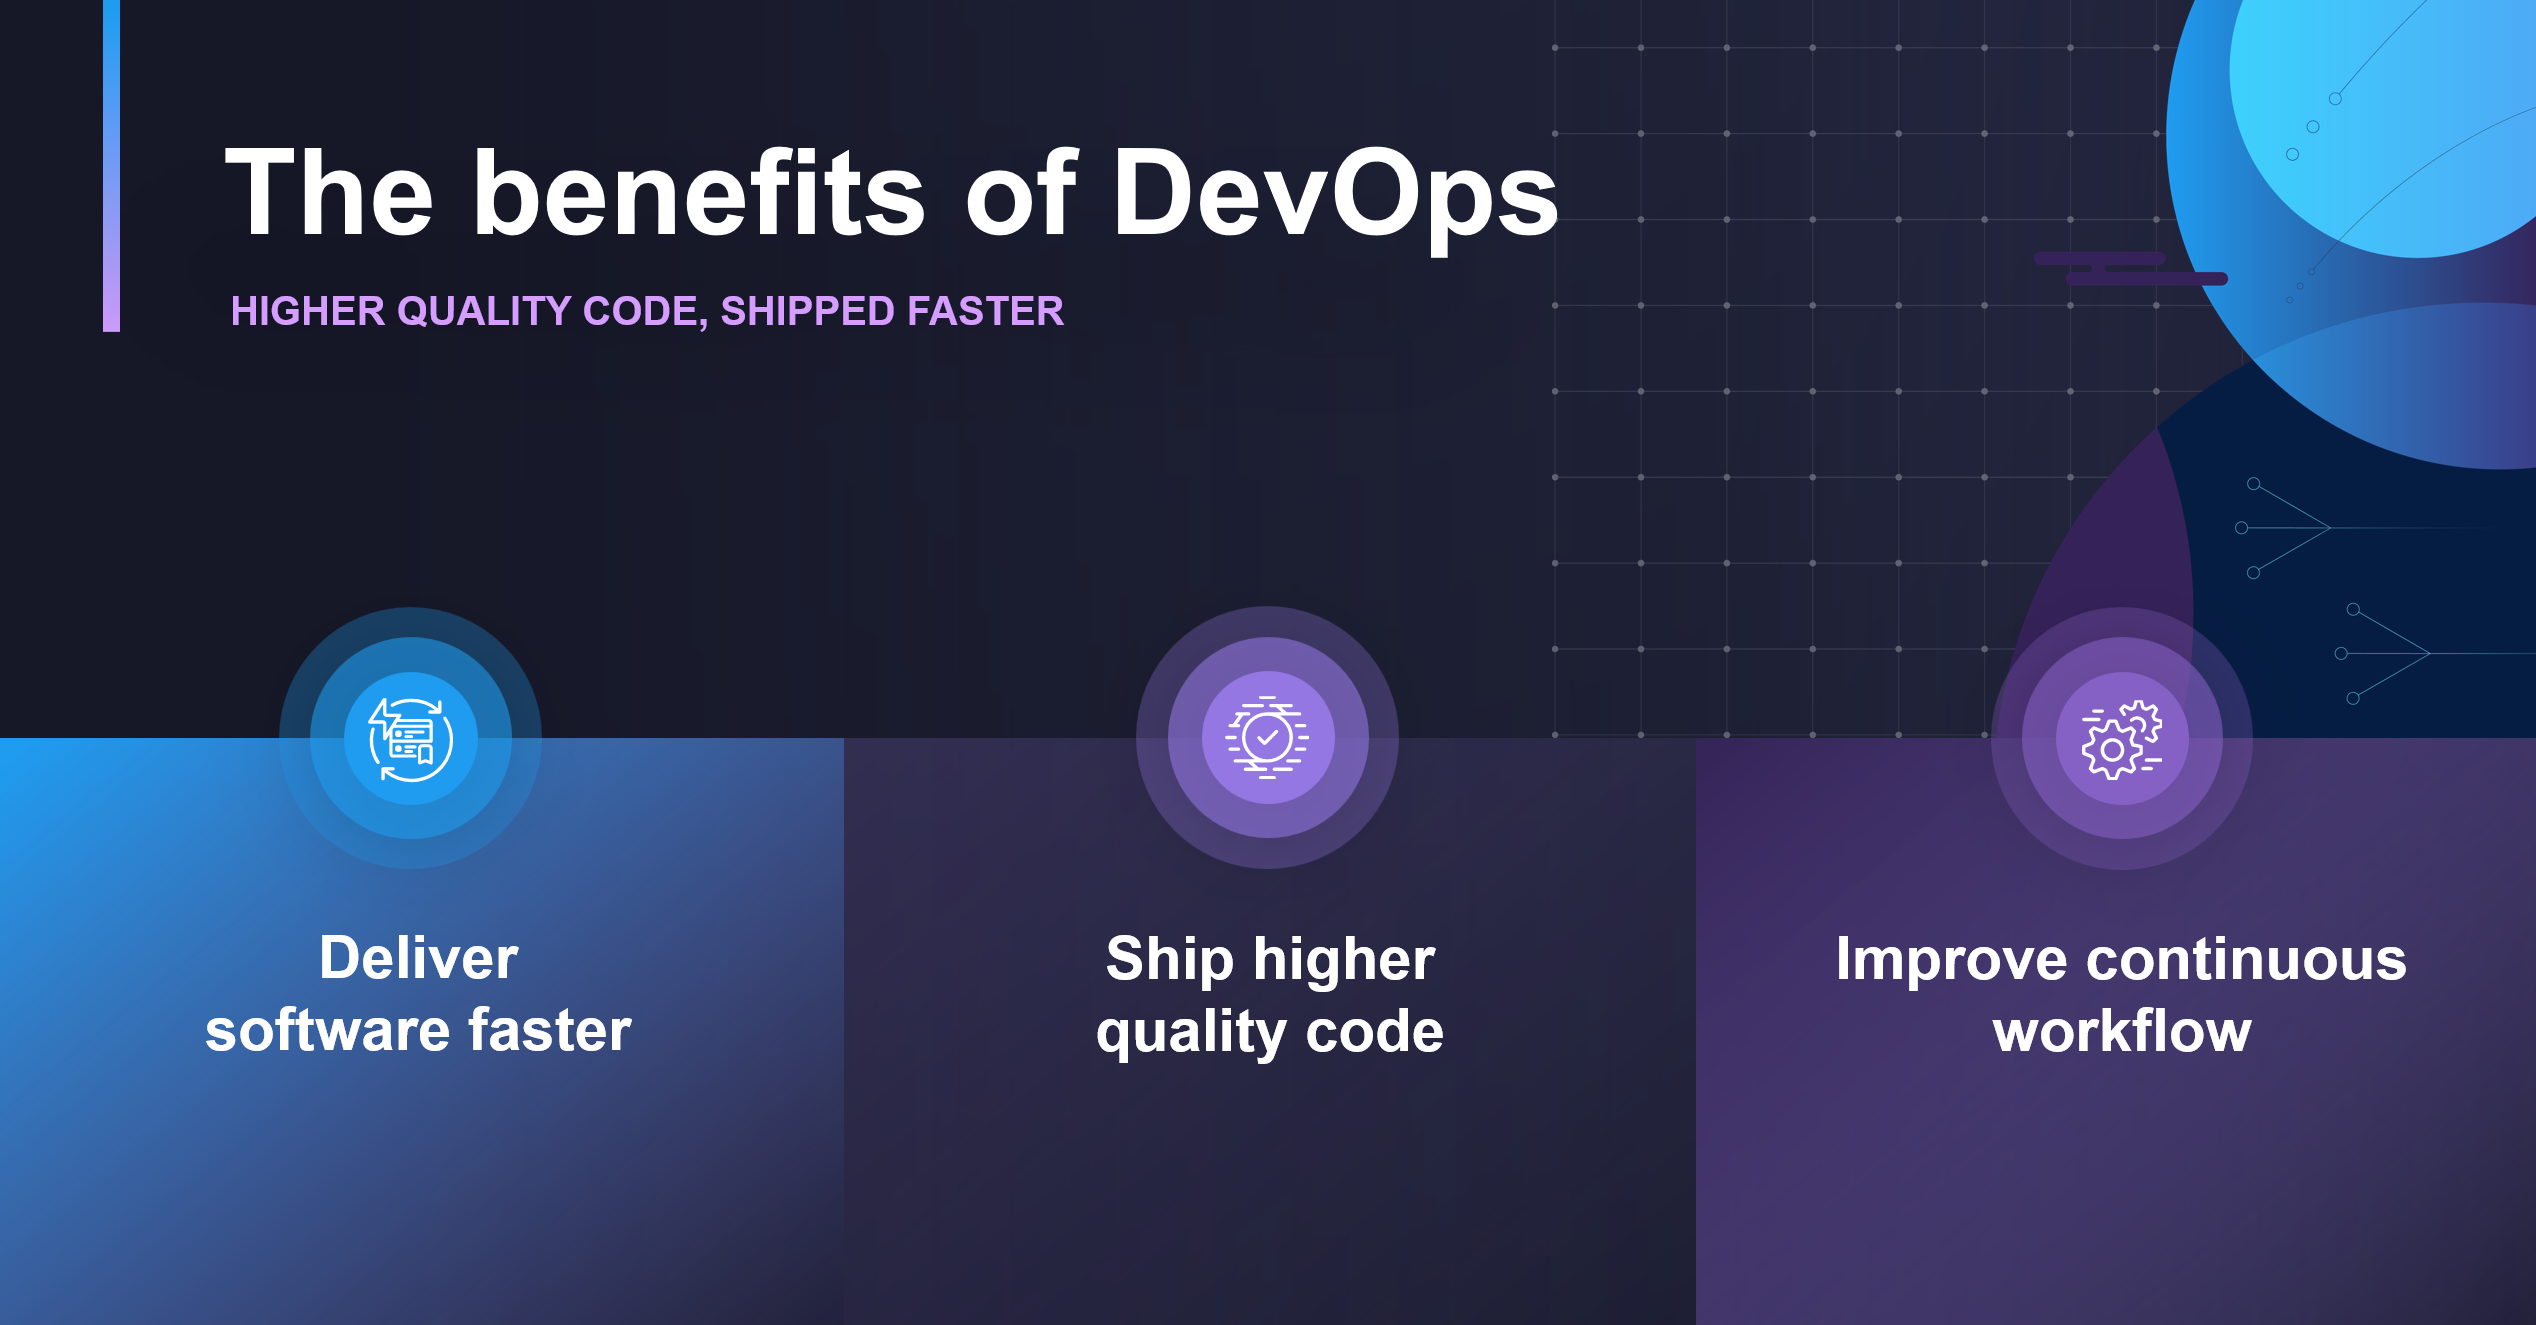 The benefits of DevOps
HIGHER QUALITY CODE, SHIPPED FASTER
Deliver
software faster
Ship higher
quality code
Improve continuous
workflow